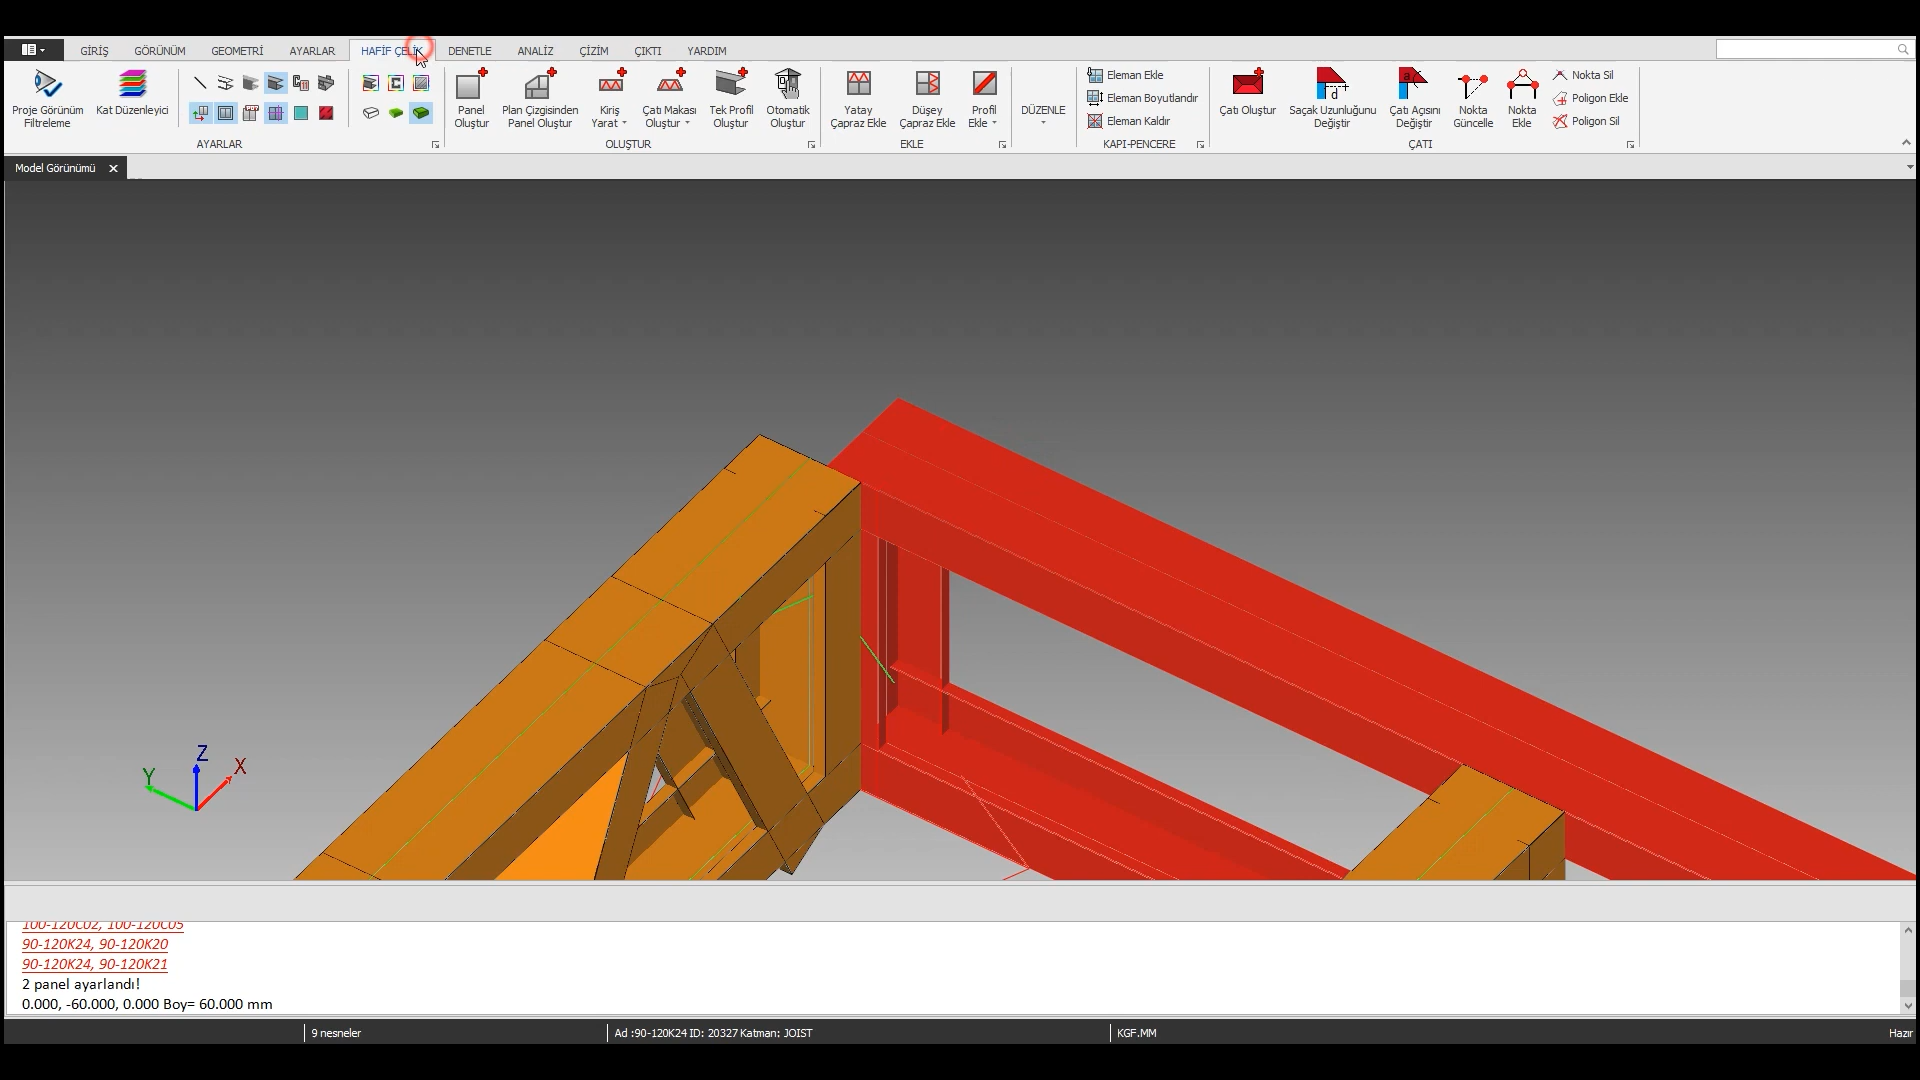 GİRİŞ GÖRÜNÜM GEOMETRİ AYARLAR HAFİF ÇELİK DENETLE ANALİZ ÇİZİM ÇIKTI YARDIM
Proje Görünüm
Filtreleme
Kat Düzenleyici
AYARLAR
Panel
Oluştur
Plan Çizgisinden
Panel Oluştur
Kiriş
Yarat
Çatı Makası
Oluştur
Tek Profil
Oluştur
Otomatik
Oluştur
OLUŞTUR
Yatay
Çapraz Ekle
Düşey
Çapraz Ekle
Profil
Ekle
EKLE
DÜZENLE
Eleman Ekle
Eleman Boyutlandır
Eleman Kaldır
KAPI-PENCERE
Çatı Oluştur
d
Saçak Uzunluğunu
Değiştir
a
Çatı Açısını
Değiştir
Nokta
Güncelle
Nokta
Ekle
Nokta Sil
Poligon Ekle
Poligon Sil
ÇATI
Model Görünümü
Z
Y
X
100-120C02, 100-120C05
90-120K24, 90-120K20
90-120K24, 90-120K21
2 panel ayarlandı!
0.000, -60.000, 0.000 Boy= 60.000 mm
9 nesneler
Ad :90-120K24 ID: 20327 Katman: JOIST
KGF.MM
Hazır